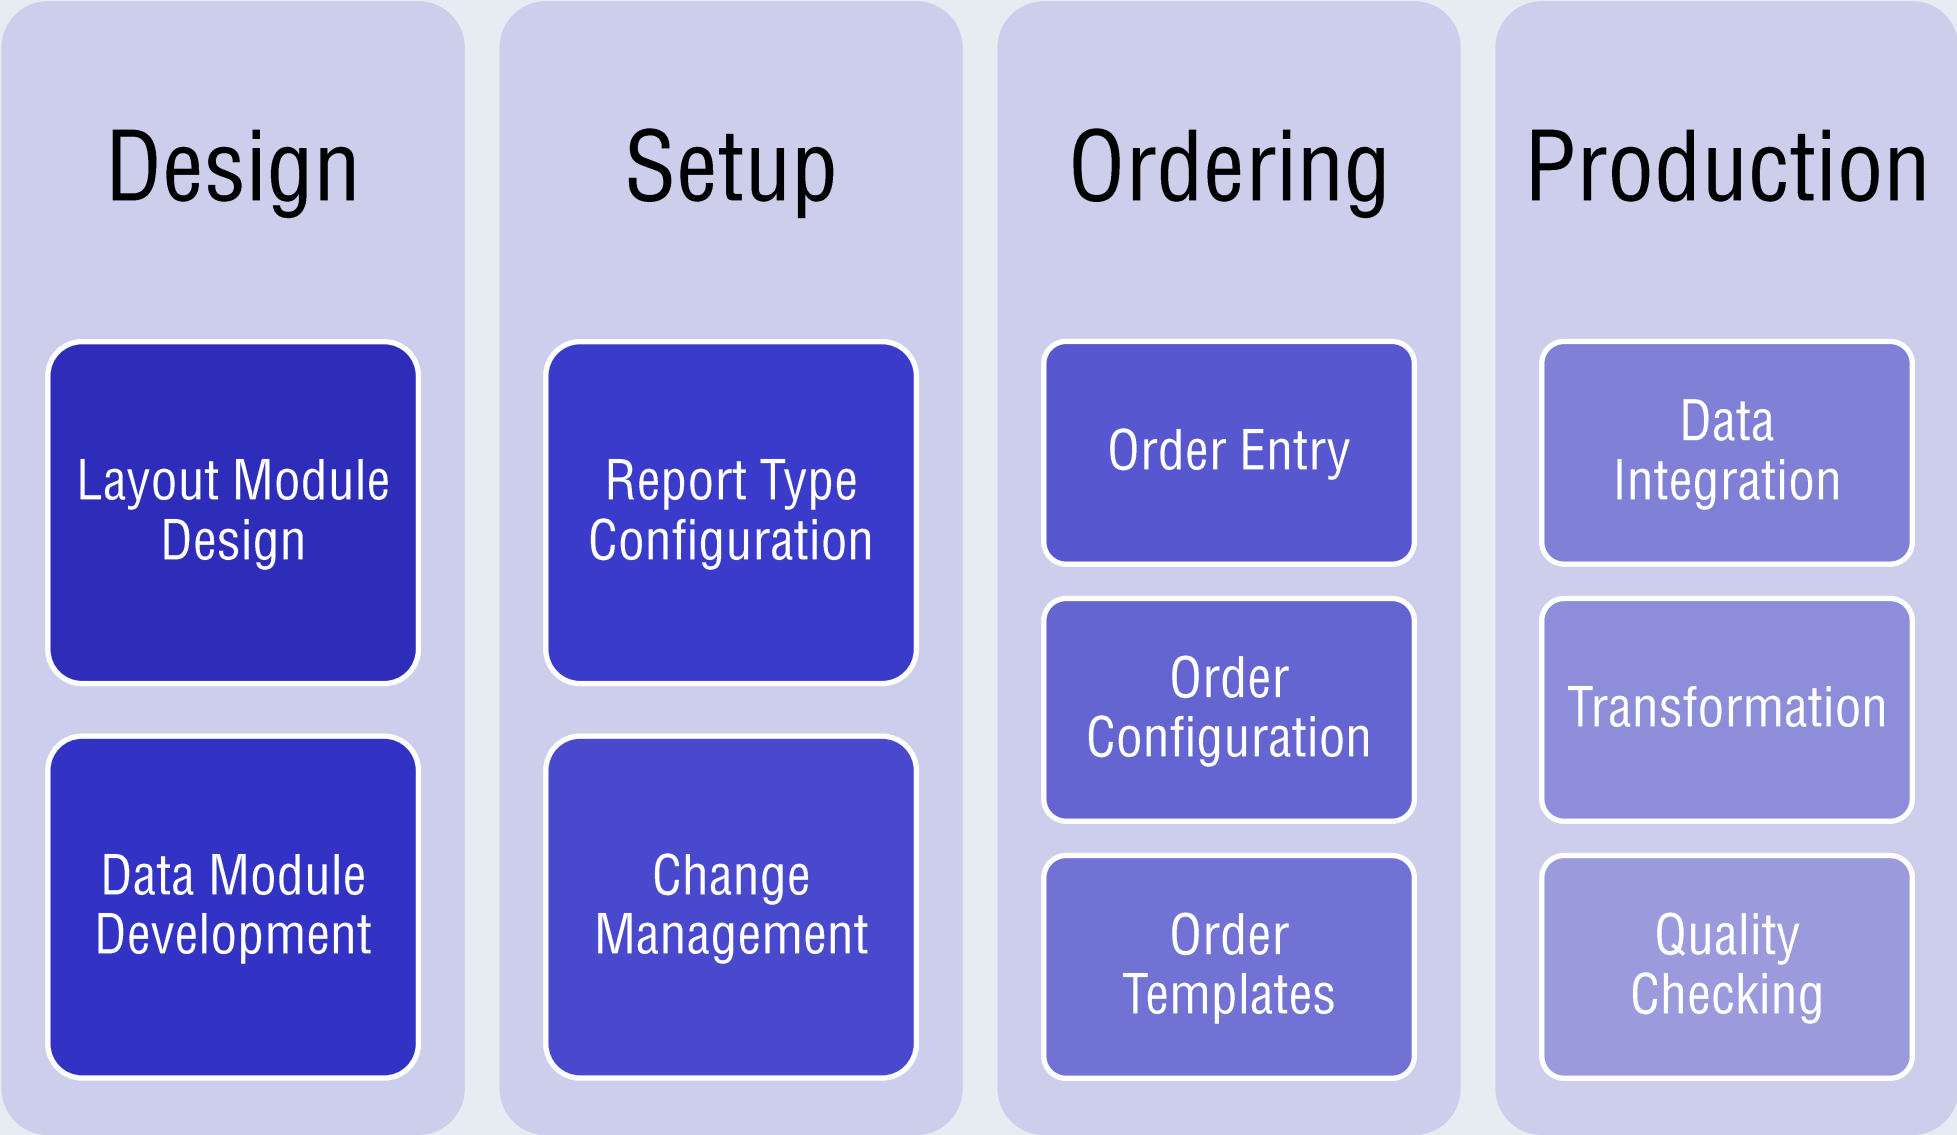 Design
Layout Module
Design
Data Module
Development
Setup
Report Type
Configuration
Change
Management
Ordering
Order Entry
Order
Configuration
Order
Templates
Production
Data
Integration
Transformation
Quality
Checking